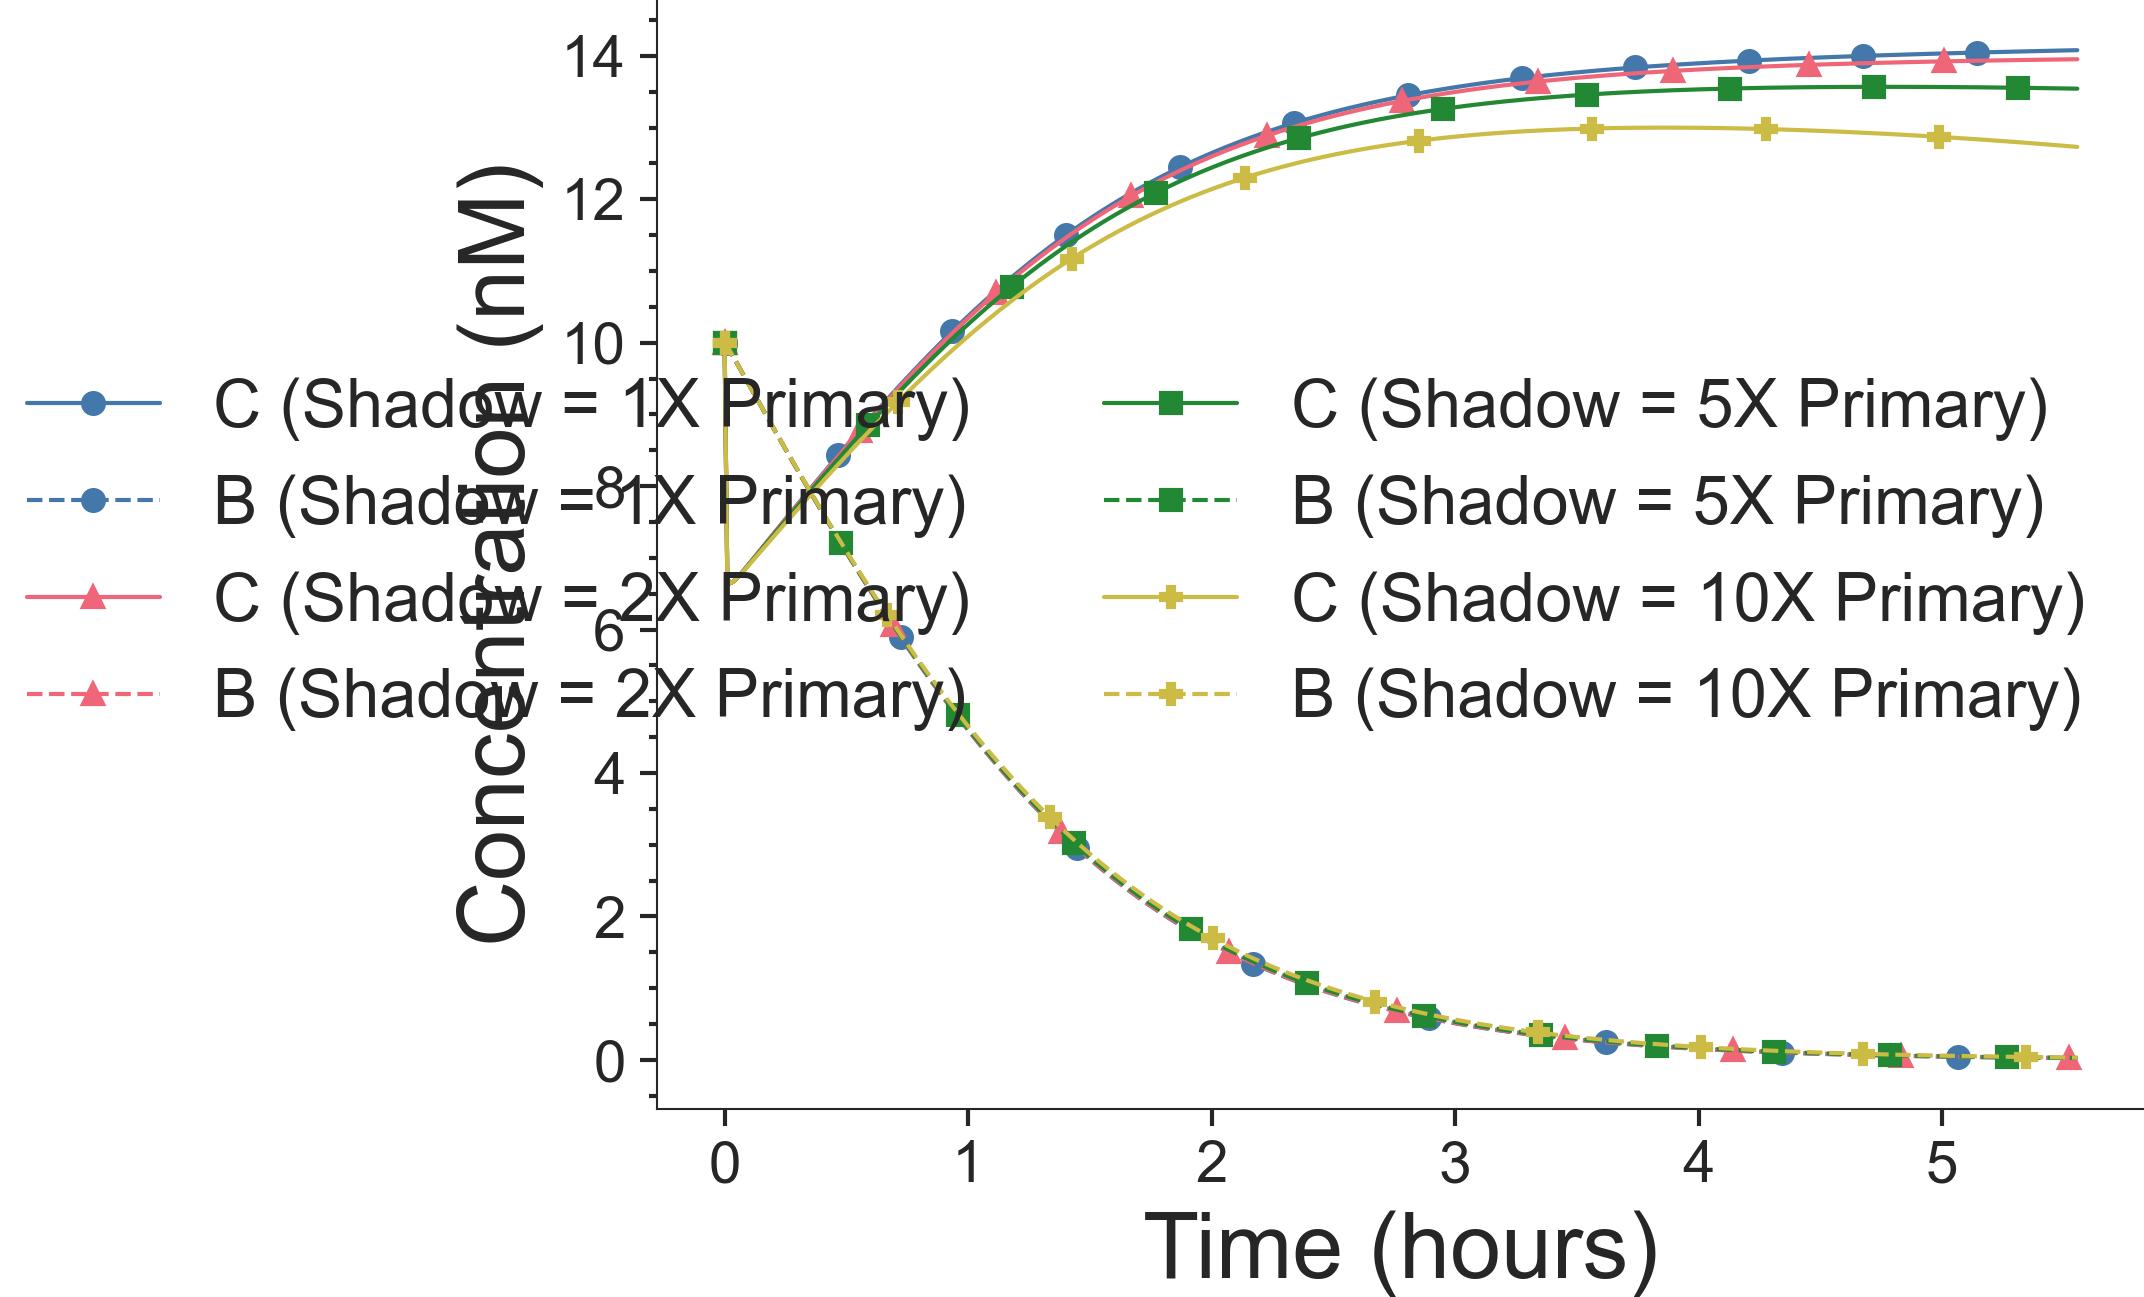 Concentration (nM)
14
12
10
8
6
4
2
0
C (Shadow = 1X Primary)
B (Shadow = 1X Primary)
C (Shadow = 2X Primary)
B (Shadow = 2X Primary)
C (Shadow = 5X Primary)
B (Shadow = 5X Primary)
C (Shadow = 10X Primary)
B (Shadow = 10X Primary)
0 1 2 3 4 5
Time (hours)